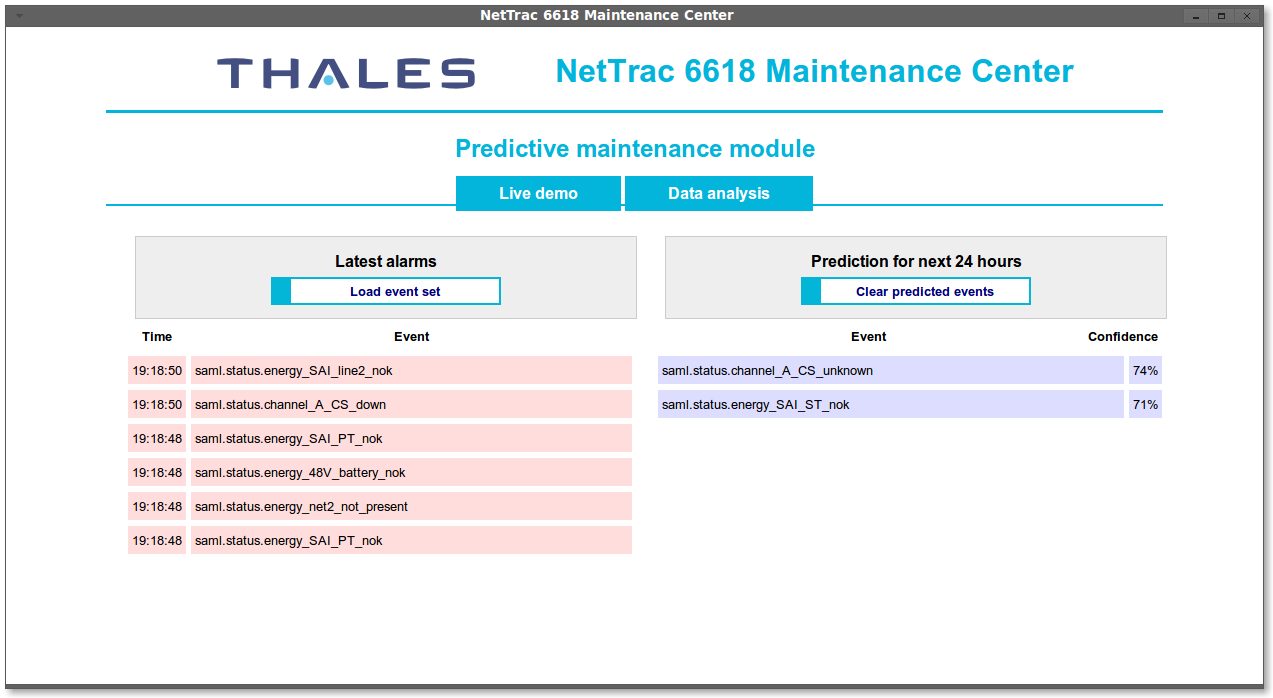 NetTrac 6618 Maintenance Center
THALES
NetTrac 6618 Maintenance Center
Predictive maintenance module
Live demo
Data analysis
Latest alarms
Load event set
Time Event
19:18:50 saml.status.energy_SAI_line2_nok
19:18:50 saml.status.channel_A_CS_down
19:18:48 saml.status.energy_SAI_PT_nok
19:18:48 saml.status.energy_48V_battery_nok
19:18:48 saml.status.energy_net2_not_present
19:18:48 saml.status.energy_SAI_PT_nok
Prediction for next 24 hours
Clear predicted events
Event Confidence
saml.status.channel_A_CS_unknown 74%
saml.status.energy_SAI_ST_nok 71%